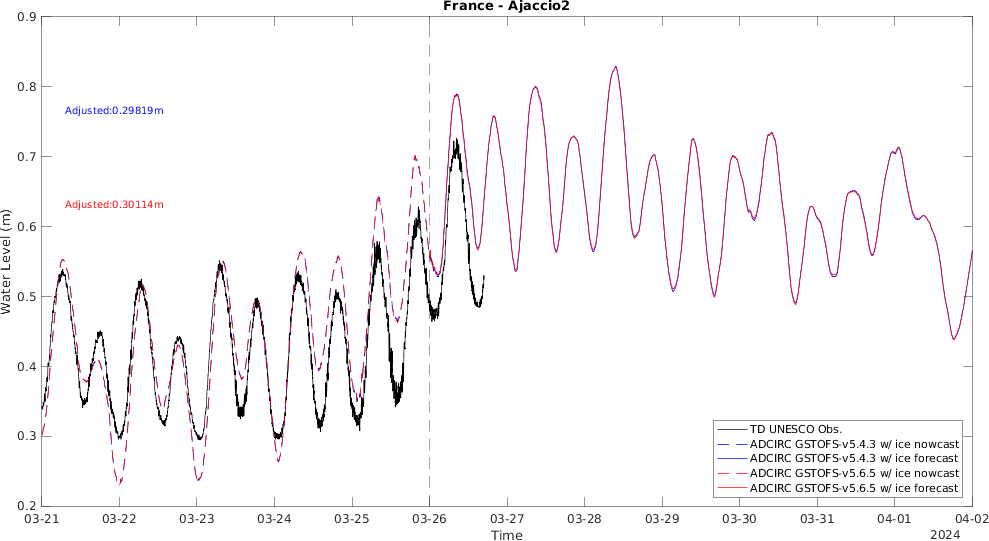 France - Ajaccio2
0.9
0.8
0.7
0.6
0.5
0.4
0.3
0.2
Water Level (m)
Adjusted:0.29819m
Adjusted:0.30114m
TD UNESCO Obs.
ADCIRC GSTOFS-v5.4.3 w/ ice nowcast
ADCIRC GSTOFS-v5.4.3 w/ ice forecast
ADCIRC GSTOFS-v5.6.5 w/ ice nowcast
ADCIRC GSTOFS-v5.6.5 w/ ice forecast
03-21 03-22 03-23 03-24 03-25 03-26 03-27 03-28 03-29 03-30 03-31 04-01 04-02
Time
2024